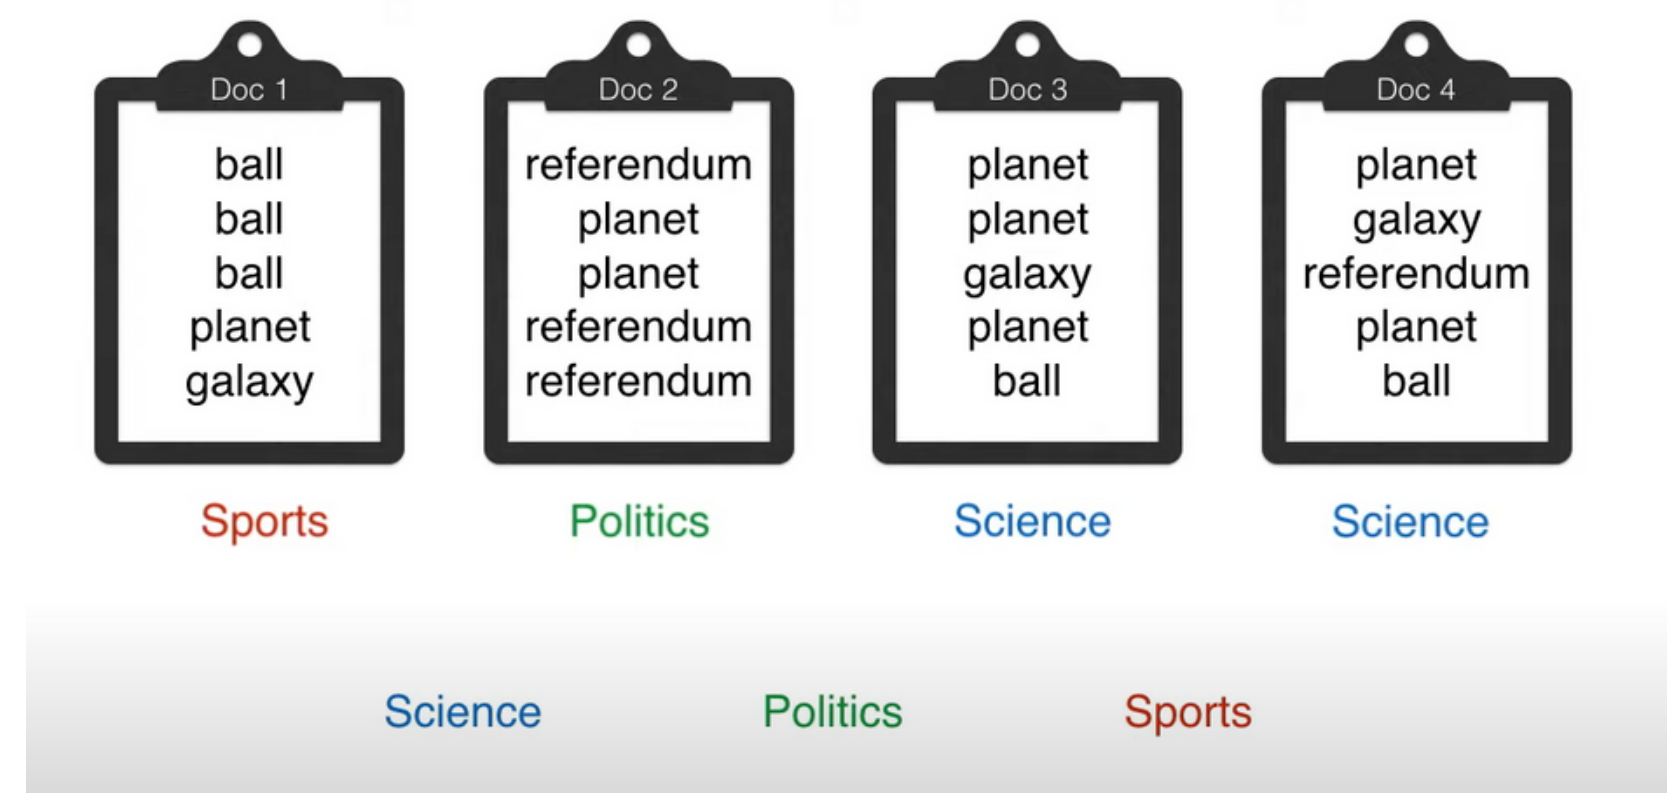 Doc 1
ball
ball
ball
planet
galaxy
Sports
Doc 2
referendum
planet
planet
referendum
referendum
Politics
Doc 3
planet
planet
galaxy
planet
ball
Science
Doc 4
planet
galaxy
referendum
planet
ball
Science
Science
Politics
Sports